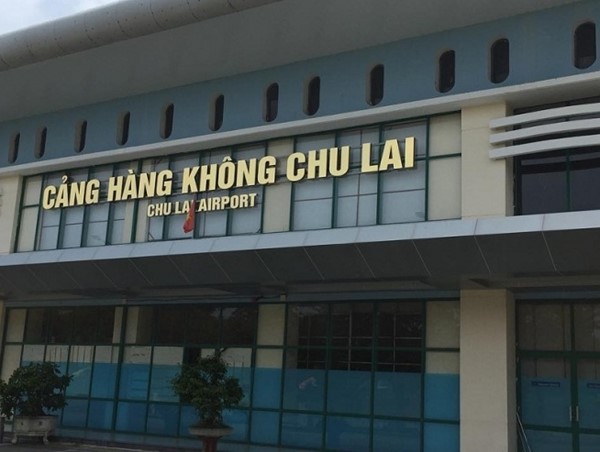 CẢNG HÀNG KHÔNG CHU LAI
CHU LAI AIRPORT